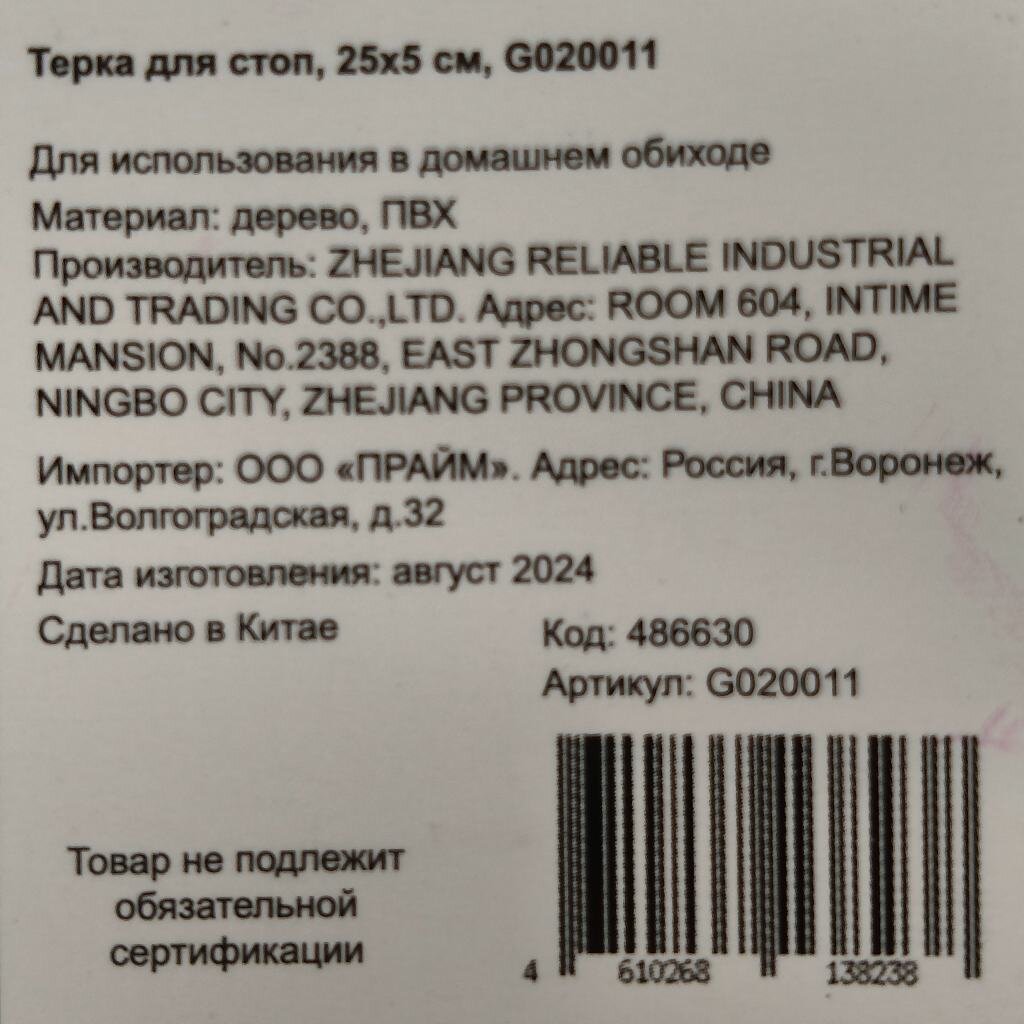 Терка для стоп, 25х5 см, G020011
Для использования в домашнем обиходе
Материал: дерево, ПВХ
Производитель: ZHEJIANG RELIABLE INDUSTRIAL
AND TRADING CO.,LTD. Адрес: ROOM 604, INTIME
MANSION, No.2388, EAST ZHONGSHAN ROAD,
NINGBO CITY, ZHEJIANG PROVINCE, CHINA
Импортер: ООО «ПРАЙМ». Адрес: Россия, г.Воронеж,
ул.Волгоградская, д.32
Дата изготовления: август 2024
Сделано в Китае
Код: 486630
Артикул: G020011
Товар не подлежит
обязательной
сертификации
4 610268 138238